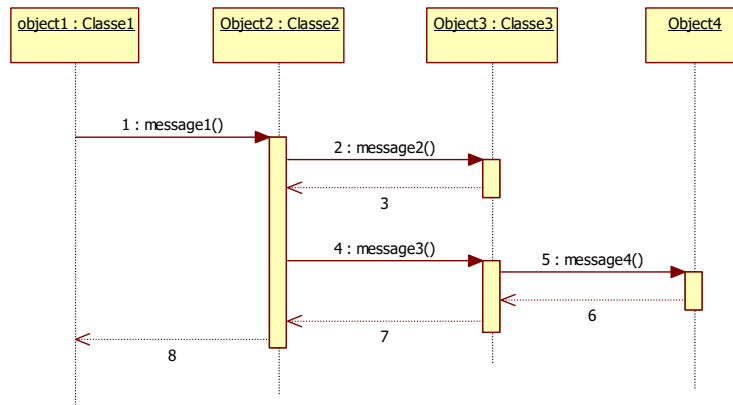 object1 : Classe1
Object2 : Classe2
Object3 : Classe3
Object4
1 : message1()
2 : message2()
3
4 : message3()
5 : message4()
6
7
8